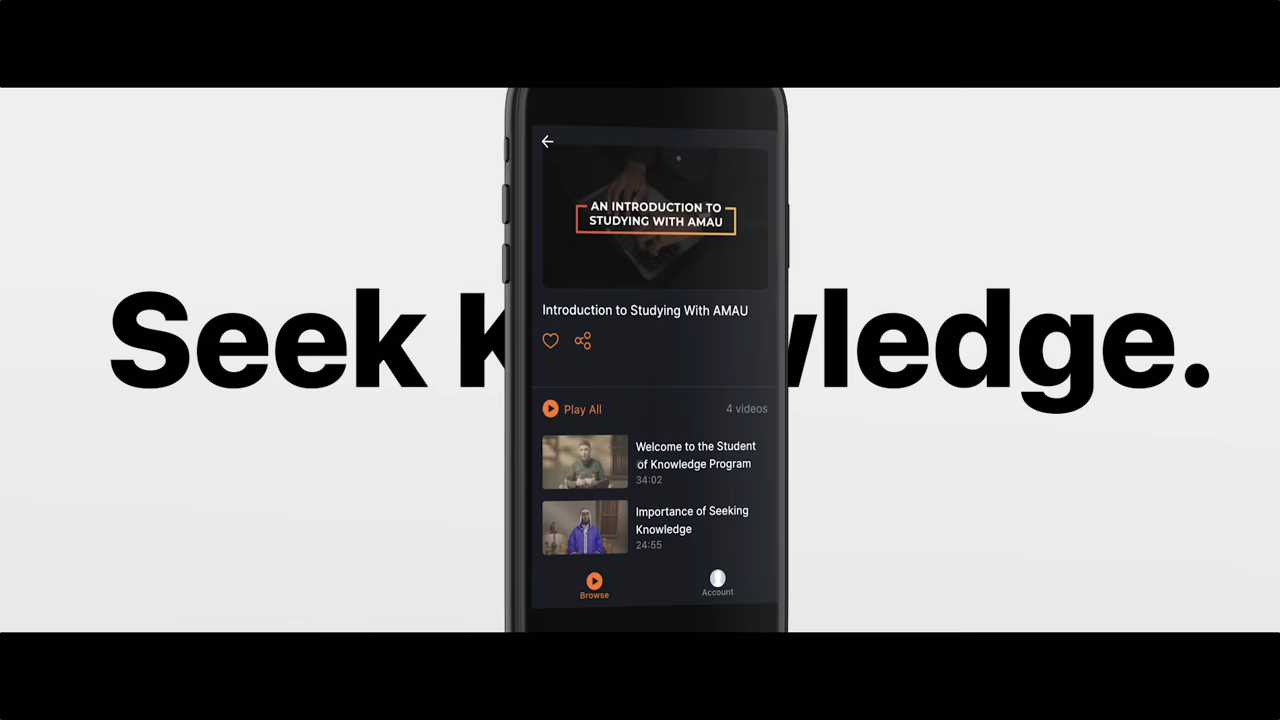 Seek K wledge.
AN INTRODUCTION TO
STUDYING WITH AMAU
Introduction to Studying With AMAU
Play All
4 videos
Welcome to the Student
of Knowledge Program
34:02
Importance of Seeking
Knowledge
24:55
Browse
Account